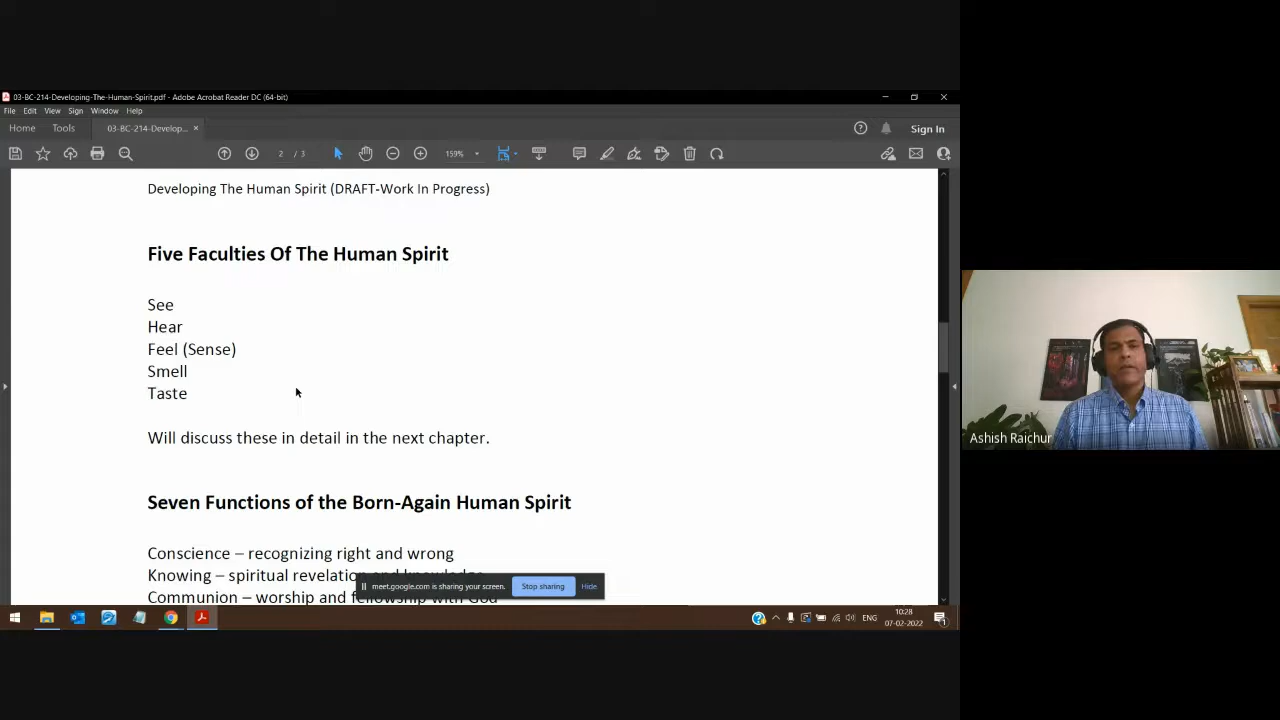 03-BC-214-Developing-The-Human-Spirit.pdf - Adobe Acrobat Reader DC (64-bit)
File Edit View Sign Window Help
Home Tools 03-BC-214-Develop... × Sign In
2 / 3 159%
Developing The Human Spirit (DRAFT-Work In Progress)
Five Faculties Of The Human Spirit
See
Hear
Feel (Sense)
Smell
Taste
Will discuss these in detail in the next chapter.
Seven Functions of the Born-Again Human Spirit
Conscience – recognizing right and wrong
Knowing – spiritual revelation and knowledge
Communion – worship and fellowship with God
meet.google.com is sharing your screen. Stop sharing Hide
ENG 10:28
07-02-2022
Ashish Raichur